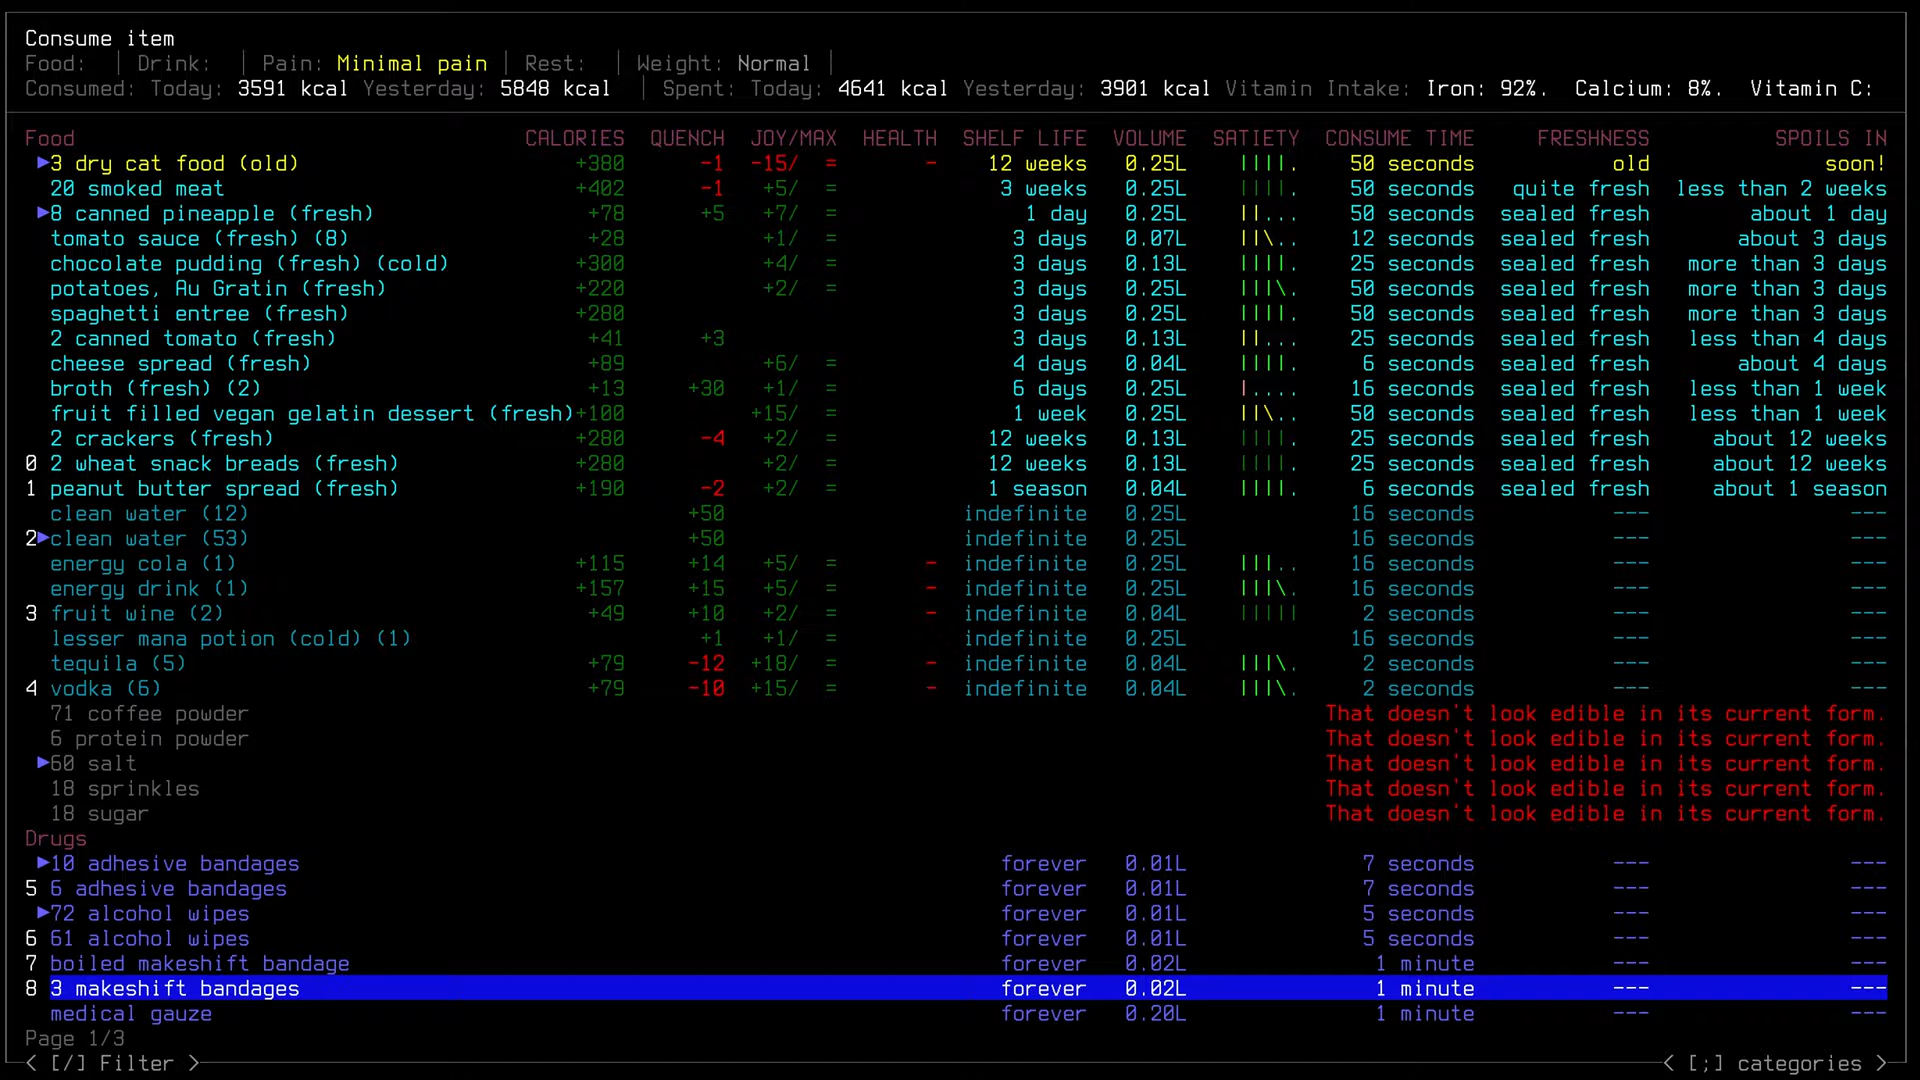 Consume item
Food: | Drink: | Pain: Minimal pain | Rest: | Weight: Normal |
Consumed: Today: 3591 kcal Yesterday: 5848 kcal | Spent: Today: 4641 kcal Yesterday: 3901 kcal Vitamin Intake: Iron: 92%. Calcium: 8%. Vitamin C:
Food CALORIES QUENCH JOY/MAX HEALTH SHELF LIFE VOLUME SATIETY CONSUME TIME FRESHNESS SPOILS IN
▶3 dry cat food (old) +380 -1 -15/ = - 12 weeks 0.25L ||||. 50 seconds old soon!
20 smoked meat +402 -1 +5/ = 3 weeks 0.25L ||||. 50 seconds quite fresh less than 2 weeks
▶8 canned pineapple (fresh) +78 +5 +7/ = 1 day 0.25L ||... 50 seconds sealed fresh about 1 day
tomato sauce (fresh) (8) +28 +1/ = 3 days 0.07L ||\.. 12 seconds sealed fresh about 3 days
chocolate pudding (fresh) (cold) +300 +4/ = 3 days 0.13L ||||. 25 seconds sealed fresh more than 3 days
potatoes, Au Gratin (fresh) +220 +2/ = 3 days 0.25L |||\. 50 seconds sealed fresh more than 3 days
spaghetti entree (fresh) +280 3 days 0.25L ||||. 50 seconds sealed fresh more than 3 days
2 canned tomato (fresh) +41 +3 3 days 0.13L ||... 25 seconds sealed fresh less than 4 days
cheese spread (fresh) +89 +6/ = 4 days 0.04L ||||. 6 seconds sealed fresh about 4 days
broth (fresh) (2) +13 +30 +1/ = 6 days 0.25L |.... 16 seconds sealed fresh less than 1 week
fruit filled vegan gelatin dessert (fresh)+100 +15/ = 1 week 0.25L ||\.. 50 seconds sealed fresh less than 1 week
2 crackers (fresh) +280 -4 +2/ = 12 weeks 0.13L ||||. 25 seconds sealed fresh about 12 weeks
0 2 wheat snack breads (fresh) +280 +2/ = 12 weeks 0.13L ||||. 25 seconds sealed fresh about 12 weeks
1 peanut butter spread (fresh) +190 -2 +2/ = 1 season 0.04L ||||. 6 seconds sealed fresh about 1 season
clean water (12) +50 indefinite 0.25L 16 seconds --- ---
2▶clean water (53) +50 indefinite 0.25L 16 seconds --- ---
energy cola (1) +115 +14 +5/ = - indefinite 0.25L |||.. 16 seconds --- ---
energy drink (1) +157 +15 +5/ = - indefinite 0.25L |||\. 16 seconds --- ---
3 fruit wine (2) +49 +10 +2/ = - indefinite 0.04L ||||| 2 seconds --- ---
lesser mana potion (cold) (1) +1 +1/ = indefinite 0.25L 16 seconds --- ---
tequila (5) +79 -12 +18/ = - indefinite 0.04L |||\. 2 seconds --- ---
4 vodka (6) +79 -10 +15/ = - indefinite 0.04L |||\. 2 seconds --- ---
71 coffee powder That doesn't look edible in its current form.
6 protein powder That doesn't look edible in its current form.
▶60 salt That doesn't look edible in its current form.
18 sprinkles That doesn't look edible in its current form.
18 sugar That doesn't look edible in its current form.
Drugs
▶10 adhesive bandages forever 0.01L 7 seconds --- ---
5 6 adhesive bandages forever 0.01L 7 seconds --- ---
▶72 alcohol wipes forever 0.01L 5 seconds --- ---
6 61 alcohol wipes forever 0.01L 5 seconds --- ---
7 boiled makeshift bandage forever 0.02L 1 minute --- ---
8 3 makeshift bandages forever 0.02L 1 minute --- ---
medical gauze forever 0.20L 1 minute --- ---
Page 1/3
< [/] Filter > < [;] categories >